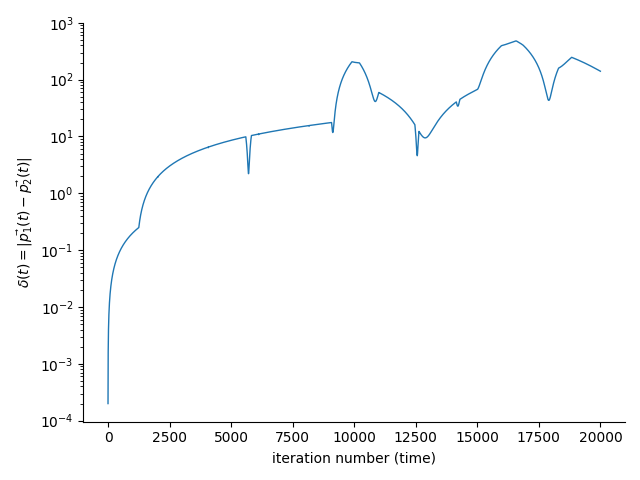 10³
10²
10¹
10⁰
10⁻¹
10⁻²
10⁻³
10⁻⁴
δ(t) = |p⃗₁(t) − p⃗₂(t)|
0 2500 5000 7500 10000 12500 15000 17500 20000
iteration number (time)